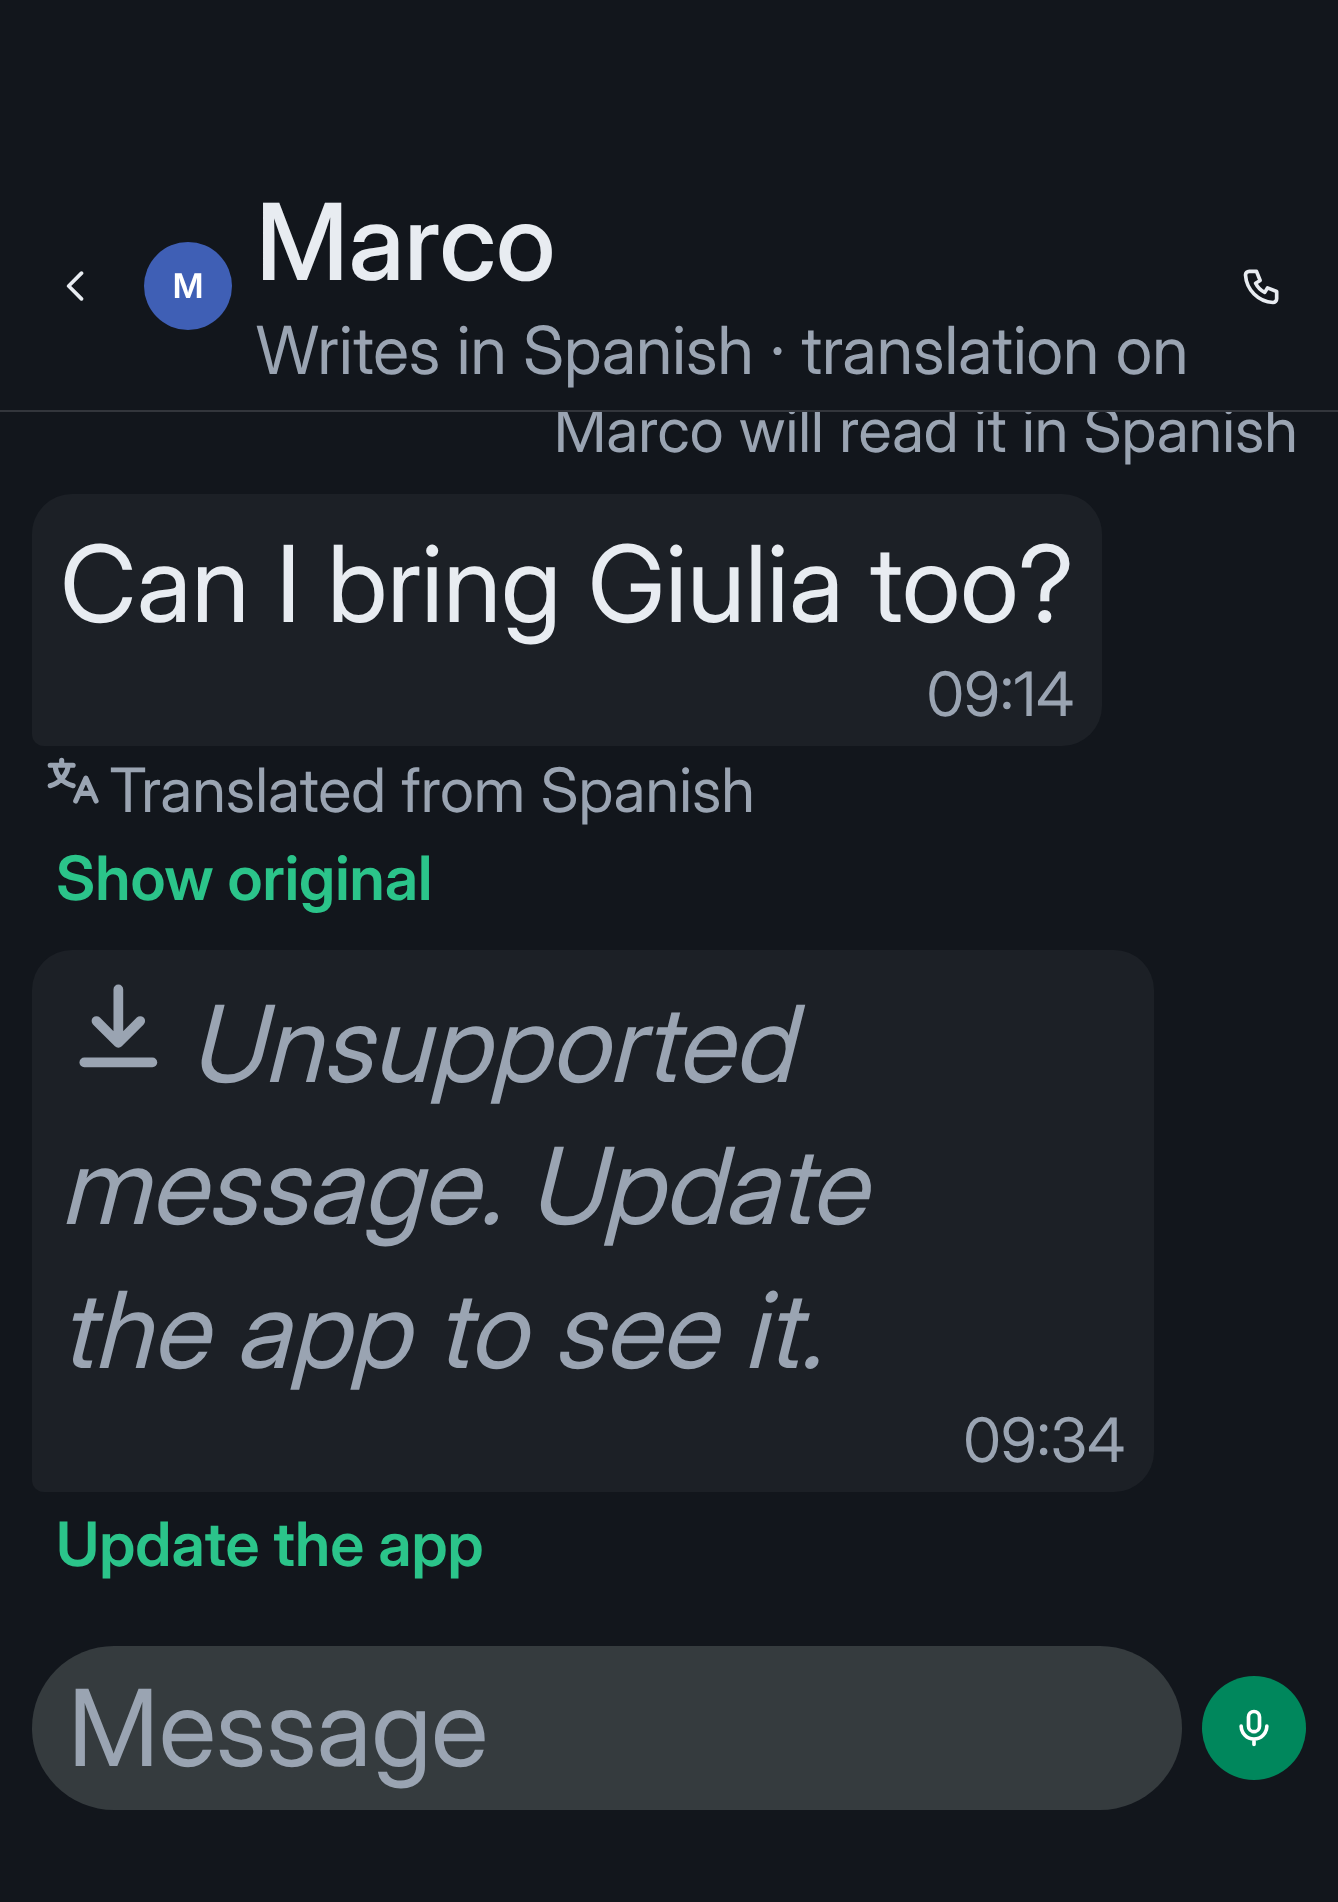 Marco
M
Writes in Spanish · translation on
Marco will read it in Spanish
Can I bring Giulia too?
09:14
Translated from Spanish
Show original
Unsupported
message. Update
the app to see it.
09:34
Update the app
Message